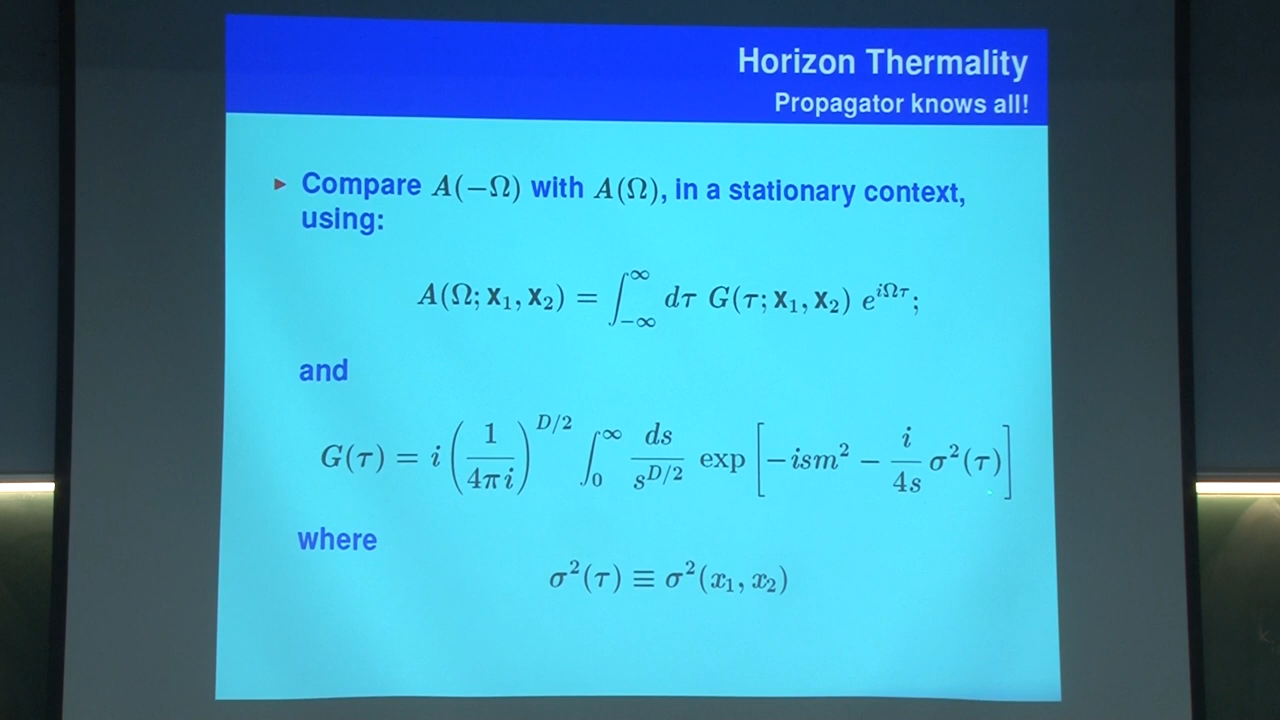 Horizon Thermality
Propagator knows all!
▶ Compare A(−Ω) with A(Ω), in a stationary context,
using:
A(Ω; x₁, x₂) = ∫_{−∞}^{∞} dτ G(τ; x₁, x₂) e^{iΩτ};
and
G(τ) = i (1/(4πi))^{D/2} ∫_0^∞ ds/s^{D/2} exp[−ism² − (i/4s) σ²(τ)]
where
σ²(τ) ≡ σ²(x₁, x₂)